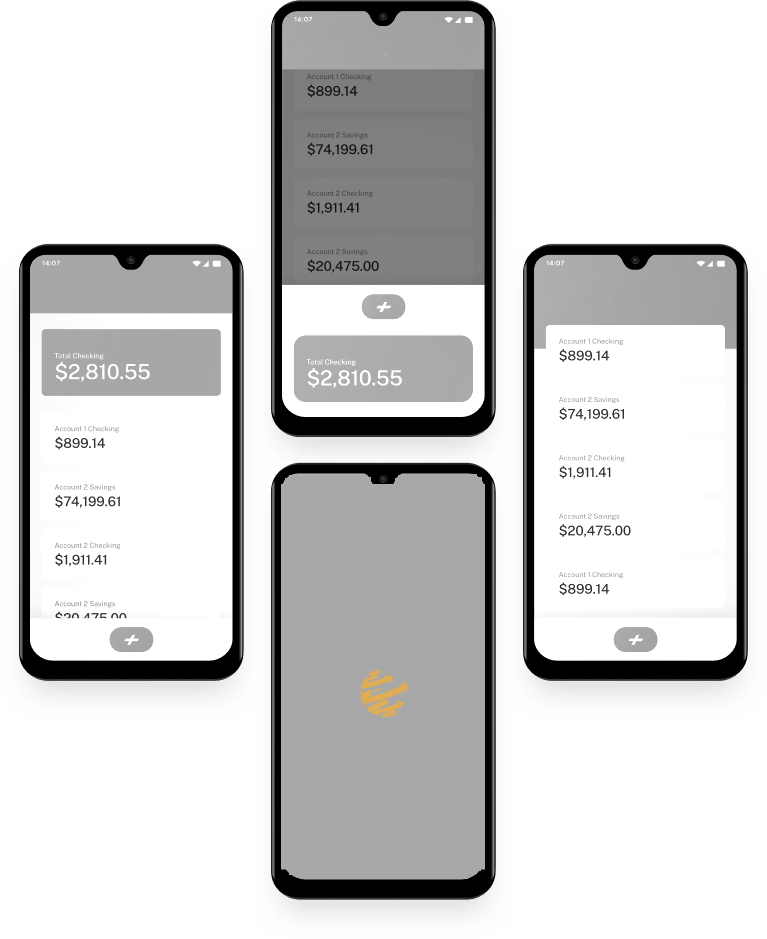 14:07
Account 1 Checking
$899.14
Account 2 Savings
$74,199.61
Account 2 Checking
$1,911.41
Account 2 Savings
$20,475.00
Total Checking
$2,810.55
14:07
Total Checking
$2,810.55
Account 1 Checking
$899.14
Account 2 Savings
$74,199.61
Account 2 Checking
$1,911.41
Account 2 Savings
$20,475.00
14:07
Account 1 Checking
$899.14
Account 2 Savings
$74,199.61
Account 2 Checking
$1,911.41
Account 2 Savings
$20,475.00
Account 1 Checking
$899.14